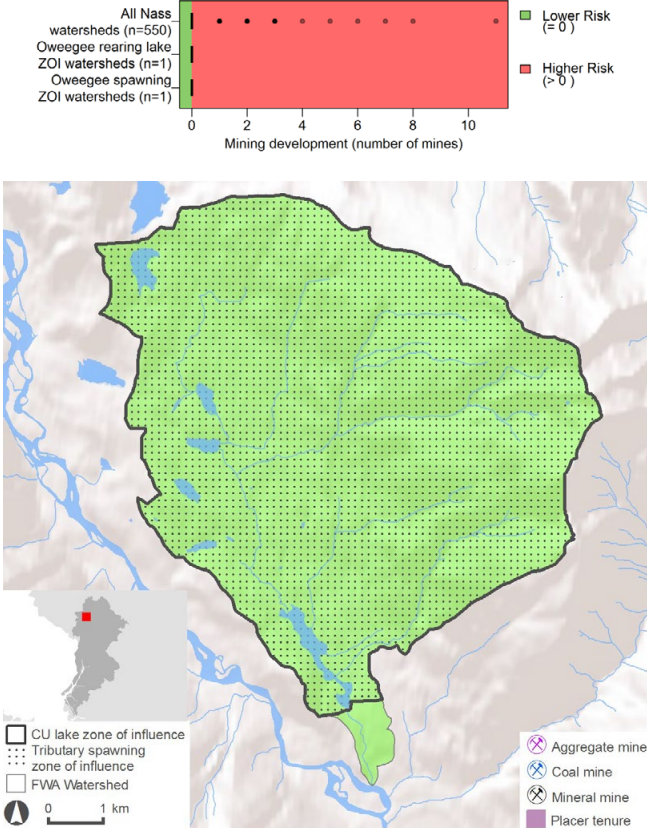 All Nass
watersheds (n=550)
Oweegee rearing lake
ZOI watersheds (n=1)
Oweegee spawning
ZOI watersheds (n=1)
Lower Risk
(= 0 )
Higher Risk
(> 0 )
0 2 4 6 8 10
Mining development (number of mines)
CU lake zone of influence
Tributary spawning
zone of influence
FWA Watershed
0 1 km
Aggregate mine
Coal mine
Mineral mine
Placer tenure